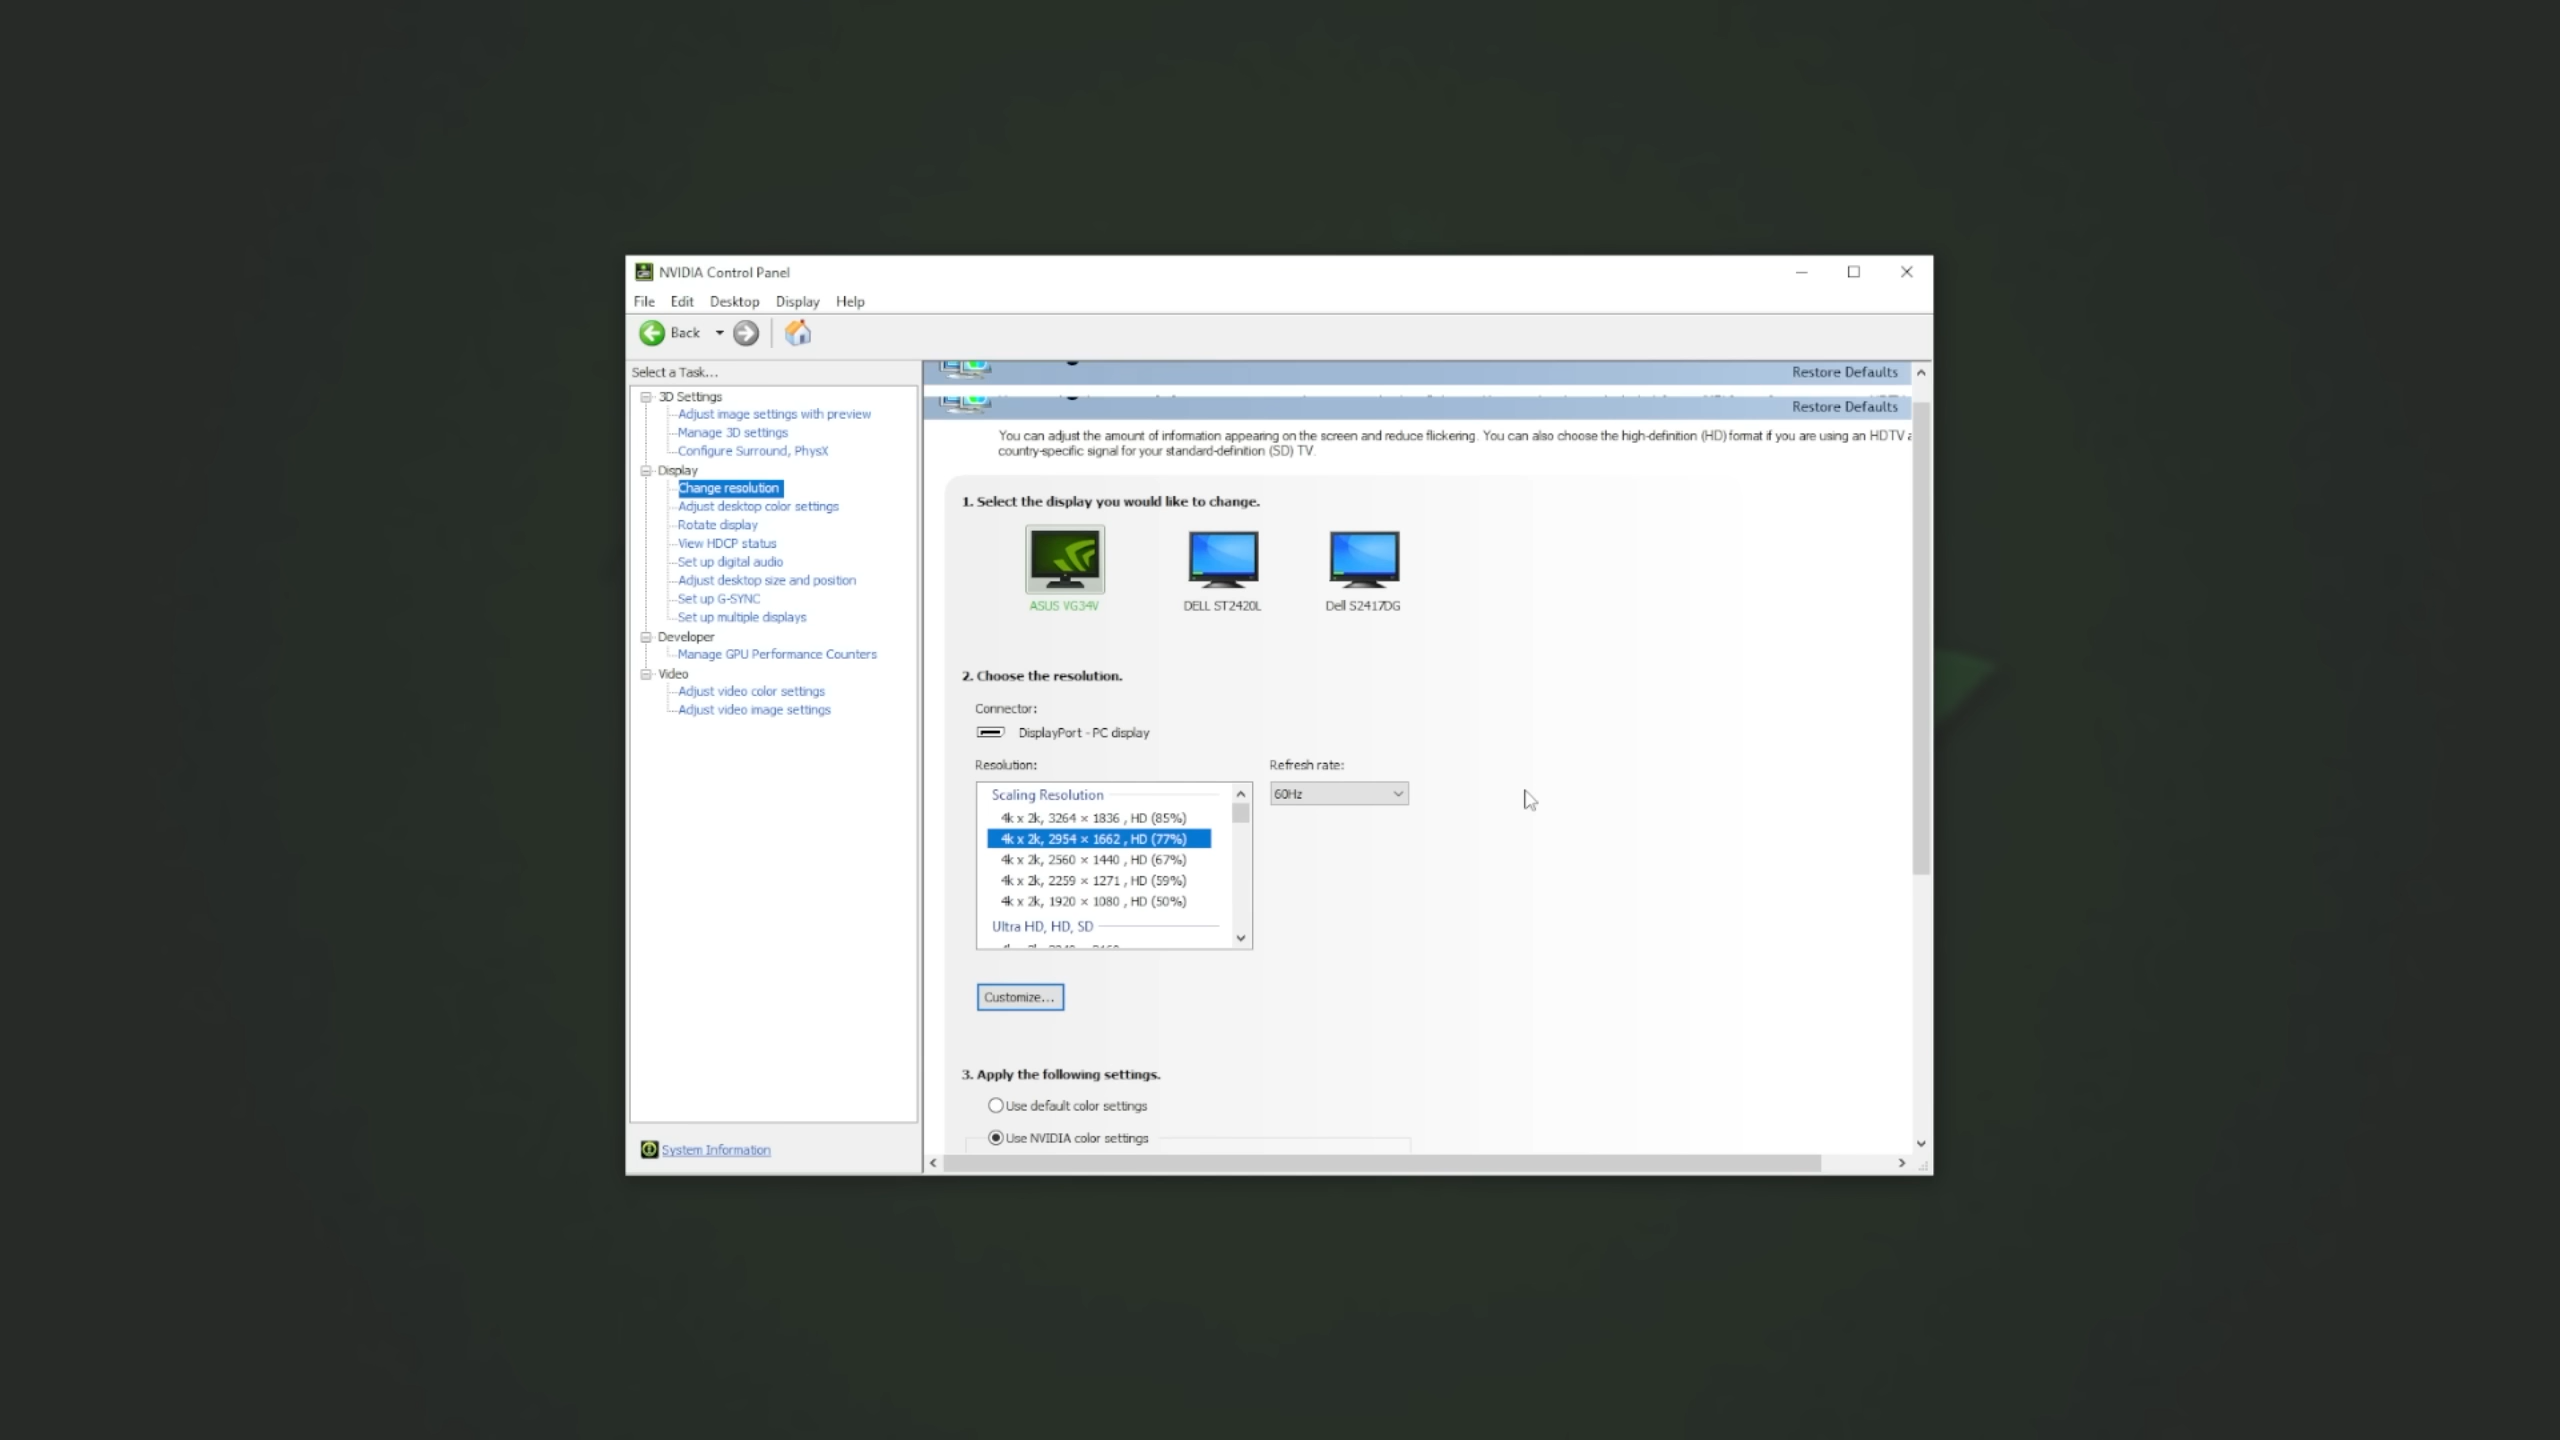 NVIDIA Control Panel
File Edit Desktop Display Help
Back
Select a Task...
3D Settings
Adjust image settings with preview
Manage 3D settings
Configure Surround, PhysX
Display
Change resolution
Adjust desktop color settings
Rotate display
View HDCP status
Set up digital audio
Adjust desktop size and position
Set up G-SYNC
Set up multiple displays
Developer
Manage GPU Performance Counters
Video
Adjust video color settings
Adjust video image settings
System Information
Restore Defaults
Restore Defaults
You can adjust the amount of information appearing on the screen and reduce flickering. You can also choose the high-definition (HD) format if you are using an HDTV
country-specific signal for your standard-definition (SD) TV.
1. Select the display you would like to change.
ASUS VG34V DELL ST2420L Dell S2417DG
2. Choose the resolution.
Connector:
DisplayPort - PC display
Resolution: Refresh rate:
60Hz
Scaling Resolution
4k x 2k, 3264 × 1836 , HD (85%)
4k x 2k, 2954 × 1662 , HD (77%)
4k x 2k, 2560 × 1440 , HD (67%)
4k x 2k, 2259 × 1271 , HD (59%)
4k x 2k, 1920 × 1080 , HD (50%)
Ultra HD, HD, SD
Customize...
3. Apply the following settings.
Use default color settings
Use NVIDIA color settings